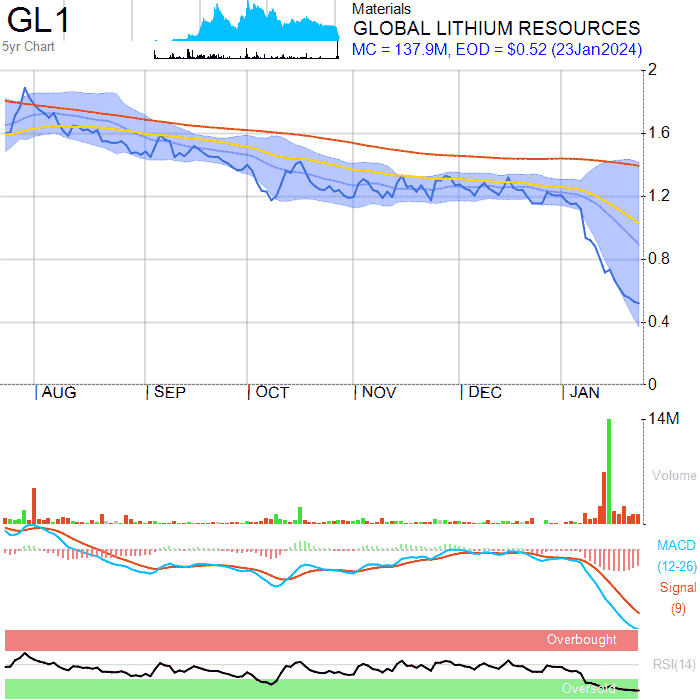 GL1
5yr Chart
Materials
GLOBAL LITHIUM RESOURCES
MC = 137.9M, EOD = $0.52 (23Jan2024)
2
1.6
1.2
0.8
0.4
0
AUG SEP OCT NOV DEC JAN
14M
Volume
MACD
(12-26)
Signal
(9)
Overbought
RSI(14)
Oversold